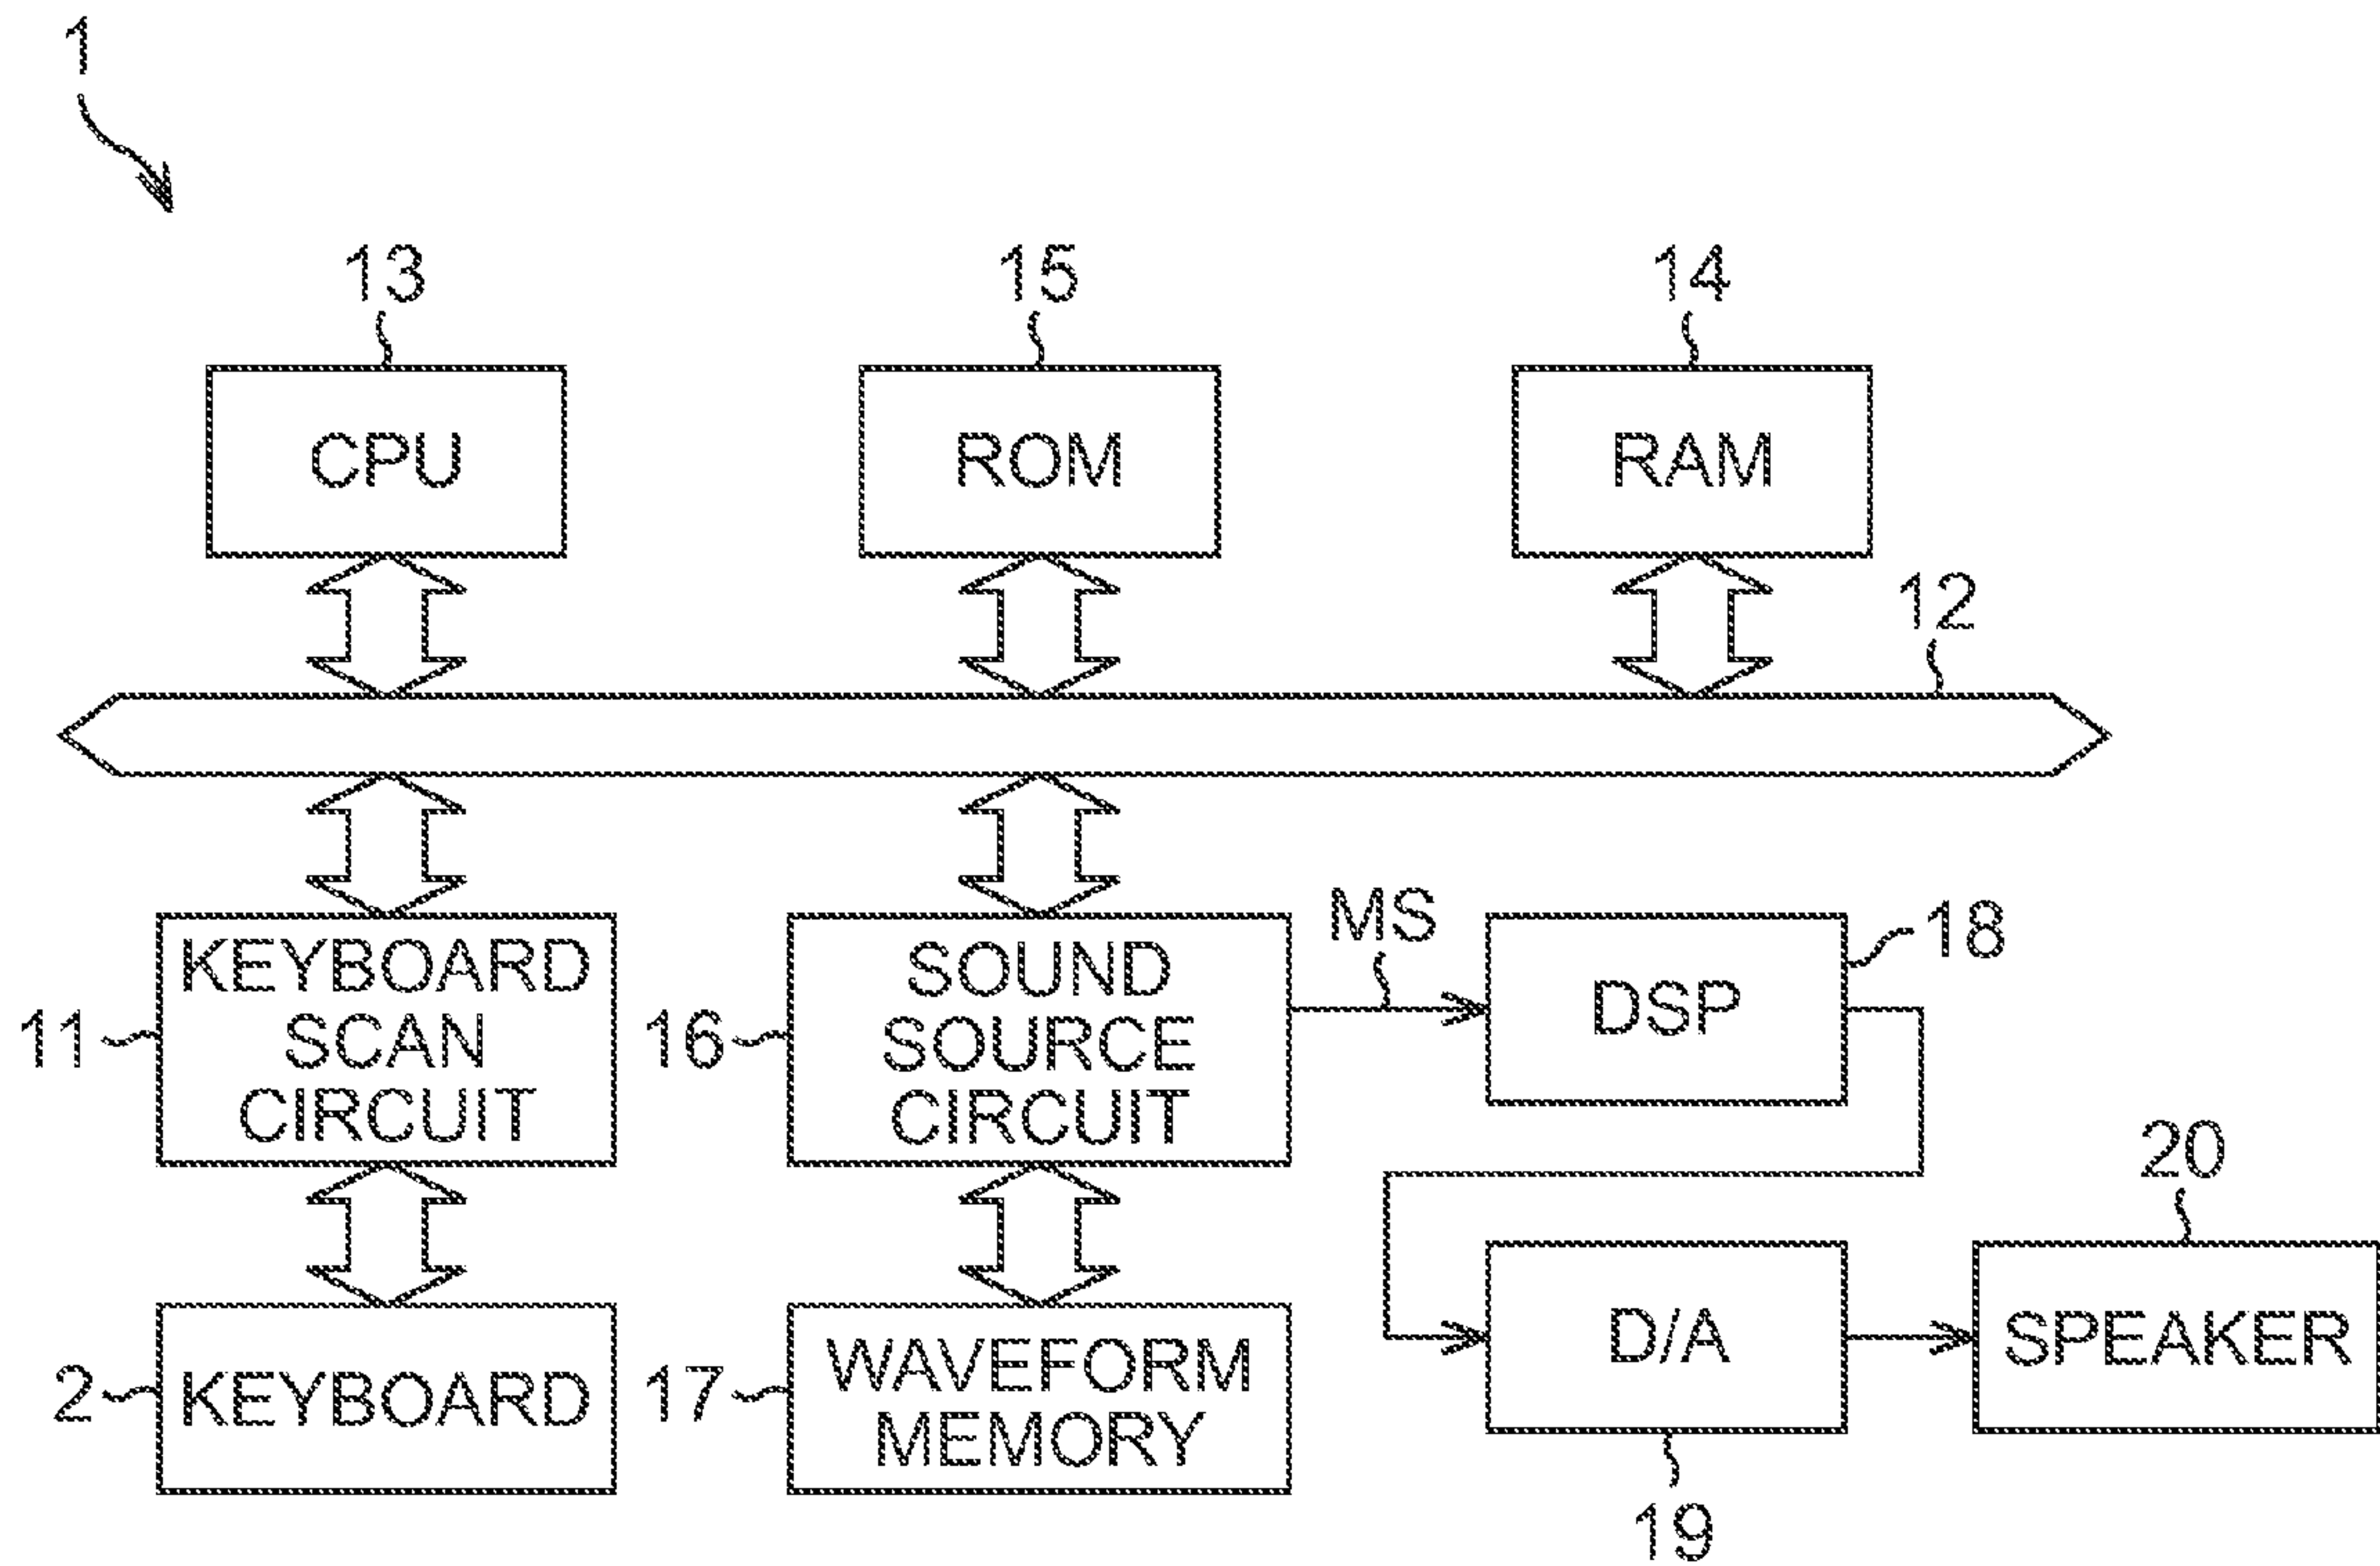 1
13
15
14
CPU
ROM
RAM
12
KEYBOARD
SCAN
CIRCUIT
11
SOUND
SOURCE
CIRCUIT
16
MS
DSP
18
20
KEYBOARD
2
WAVEFORM
MEMORY
17
D/A
19
SPEAKER